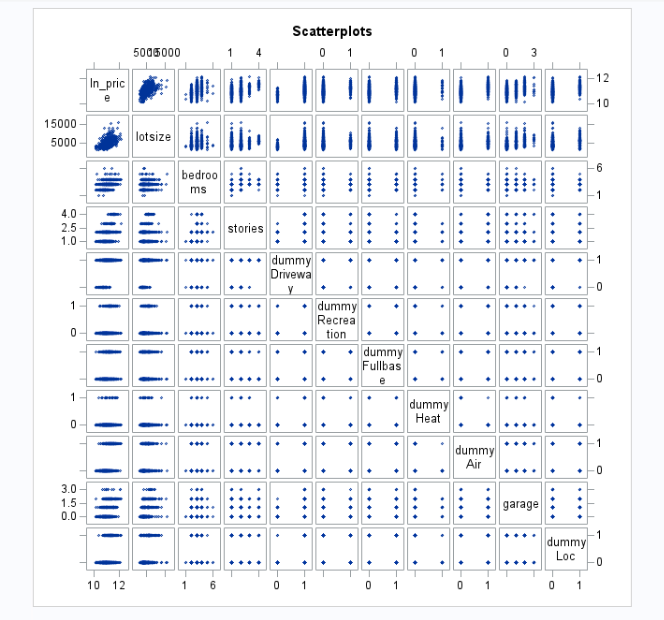 Scatterplots
5000 15000 1 4 0 1 0 1 0 3
ln_pric
e
12
10
15000
5000
lotsize
bedroo
ms
6
1
4.0
2.5
1.0
stories
dummy
Drivewa
y
1
0
1
0
dummy
Recrea
tion
dummy
Fullbas
e
1
0
1
0
dummy
Heat
dummy
Air
1
0
3.0
1.5
0.0
garage
dummy
Loc
1
0
10 12 1 6 0 1 0 1 0 1 0 1